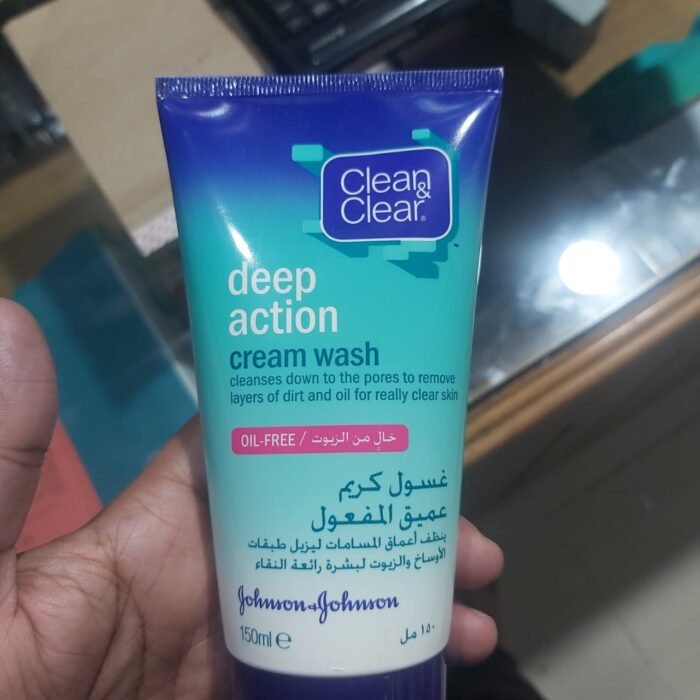 Clean
&
Clear®
deep
action
cream wash
cleanses down to the pores to remove
layers of dirt and oil for really clear skin
OIL-FREE / خالٍ من الزيوت
غسول كريم
عميق المفعول
ينظف أعماق المسامات ليزيل طبقات
الأوساخ والزيوت لبشرة رائعة النقاء
Johnson+Johnson
150ml e
١٥٠ مل